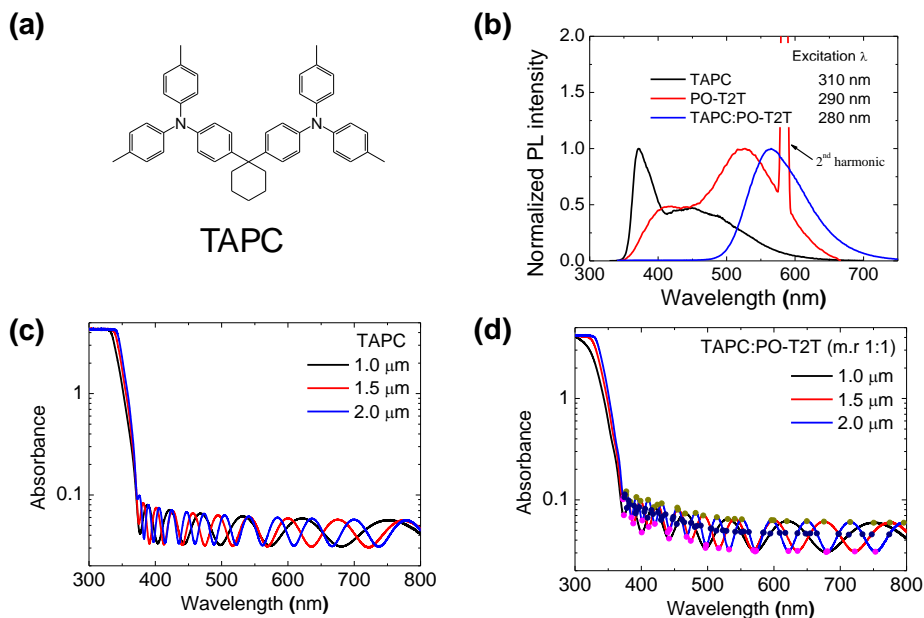 (a)
N
N
TAPC
(b)
Normalized PL intensity
2.0
1.5
1.0
0.5
0.0
Excitation λ
TAPC 310 nm
PO-T2T 290 nm
TAPC:PO-T2T 280 nm
2nd harmonic
300 400 500 600 700
Wavelength (nm)
(c)
Absorbance
1
0.1
TAPC
1.0 μm
1.5 μm
2.0 μm
300 400 500 600 700 800
Wavelength (nm)
(d)
Absorbance
1
0.1
TAPC:PO-T2T (m.r 1:1)
1.0 μm
1.5 μm
2.0 μm
300 400 500 600 700 800
Wavelength (nm)